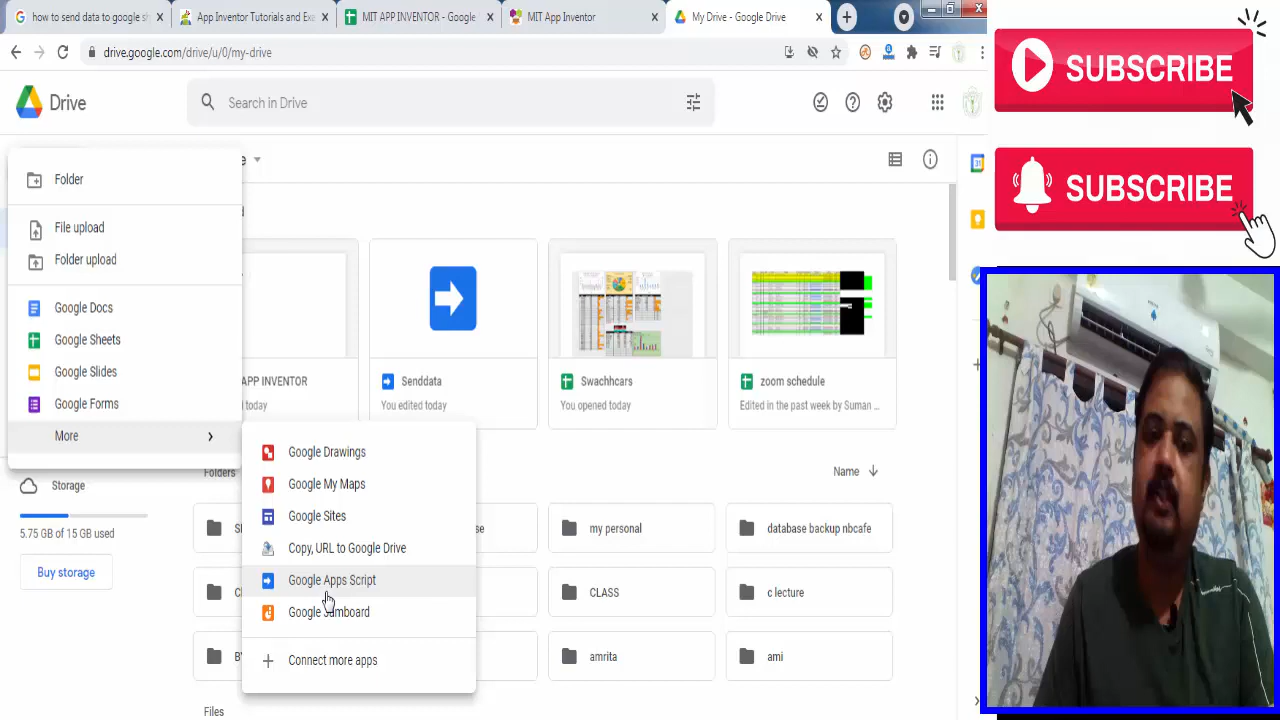 how to send data to google sh
App Inventor Tutorials and Exa
MIT APP INVENTOR - Google
MIT App Inventor
My Drive - Google Drive
drive.google.com/drive/u/0/my-drive
Drive
Search in Drive
Folder
File upload
Folder upload
Google Docs
Google Sheets
Google Slides
Google Forms
More
Google Drawings
Google My Maps
Google Sites
Copy, URL to Google Drive
Google Apps Script
Google Jamboard
Connect more apps
APP INVENTOR
today
Senddata
You edited today
Swachhcars
You opened today
zoom schedule
Edited in the past week by Suman ...
Folders
Name
Storage
5.75 GB of 15 GB used
Buy storage
my personal
database backup nbcafe
CLASS
c lecture
amrita
ami
Files
SUBSCRIBE
SUBSCRIBE
31